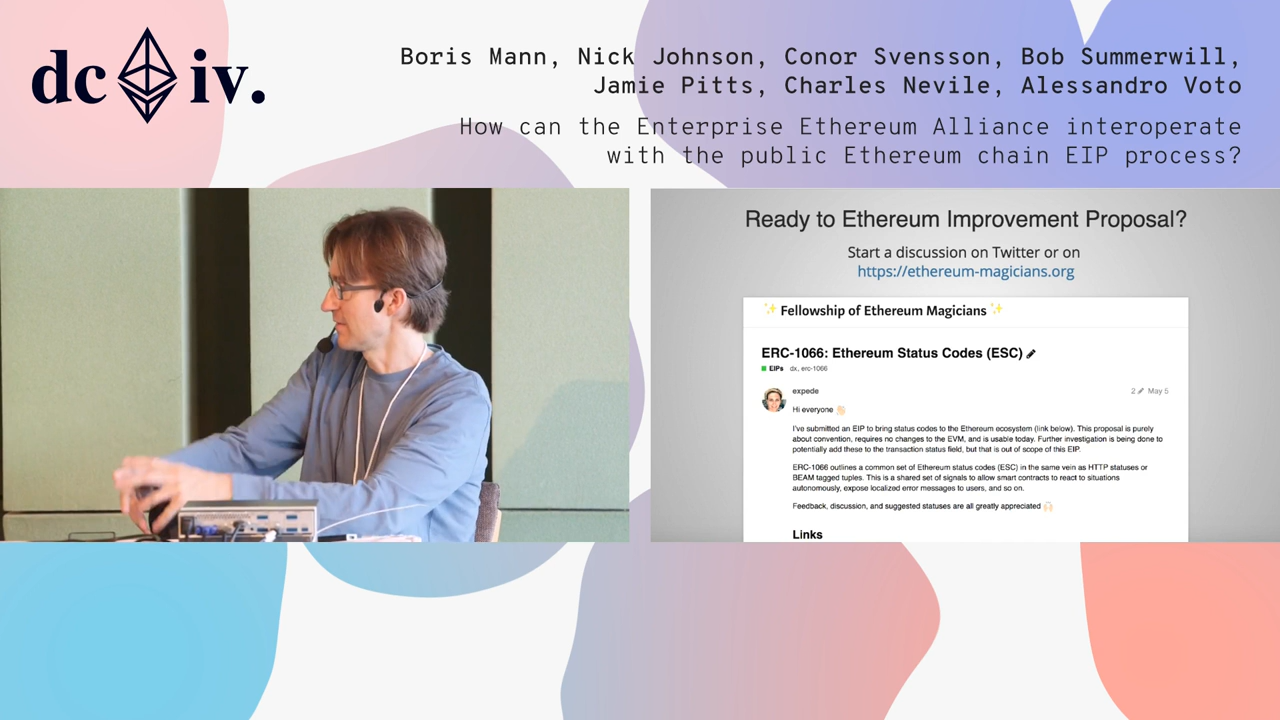 dc iv.
Boris Mann, Nick Johnson, Conor Svensson, Bob Summerwill,
Jamie Pitts, Charles Nevile, Alessandro Voto
How can the Enterprise Ethereum Alliance interoperate
with the public Ethereum chain EIP process?
Ready to Ethereum Improvement Proposal?
Start a discussion on Twitter or on
https://ethereum-magicians.org
✨ Fellowship of Ethereum Magicians ✨
ERC-1066: Ethereum Status Codes (ESC)
EIPs dx, erc-1066
expede 2 May 5
Hi everyone 👋🏻
I've submitted an EIP to bring status codes to the Ethereum ecosystem (link below). This proposal is purely
about convention, requires no changes to the EVM, and is usable today. Further investigation is being done to
potentially add these to the transaction status field, but that is out of scope of this EIP.
ERC-1066 outlines a common set of Ethereum status codes (ESC) in the same vein as HTTP statuses or
BEAM tagged tuples. This is a shared set of signals to allow smart contracts to react to situations
autonomously, expose localized error messages to users, and so on.
Feedback, discussion, and suggested statuses are all greatly appreciated 🙌🏻
Links